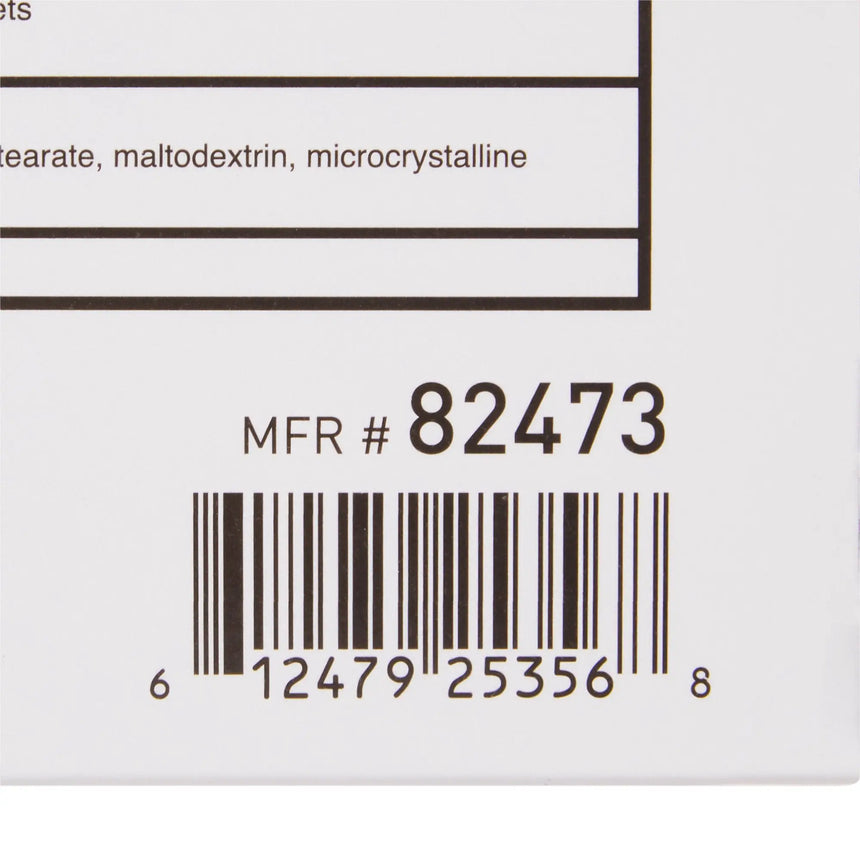 ets
tearate, maltodextrin, microcrystalline
MFR # 82473
6 12479 25356 8